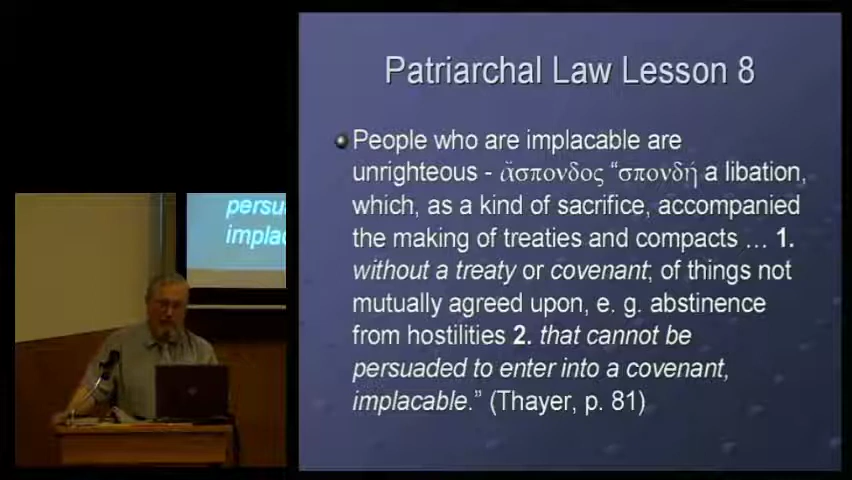 Patriarchal Law Lesson 8
People who are implacable are
unrighteous - ἄσπονδος “σπονδή a libation,
which, as a kind of sacrifice, accompanied
the making of treaties and compacts … 1.
without a treaty or covenant; of things not
mutually agreed upon, e. g. abstinence
from hostilities 2. that cannot be
persuaded to enter into a covenant,
implacable.” (Thayer, p. 81)
persu
implac